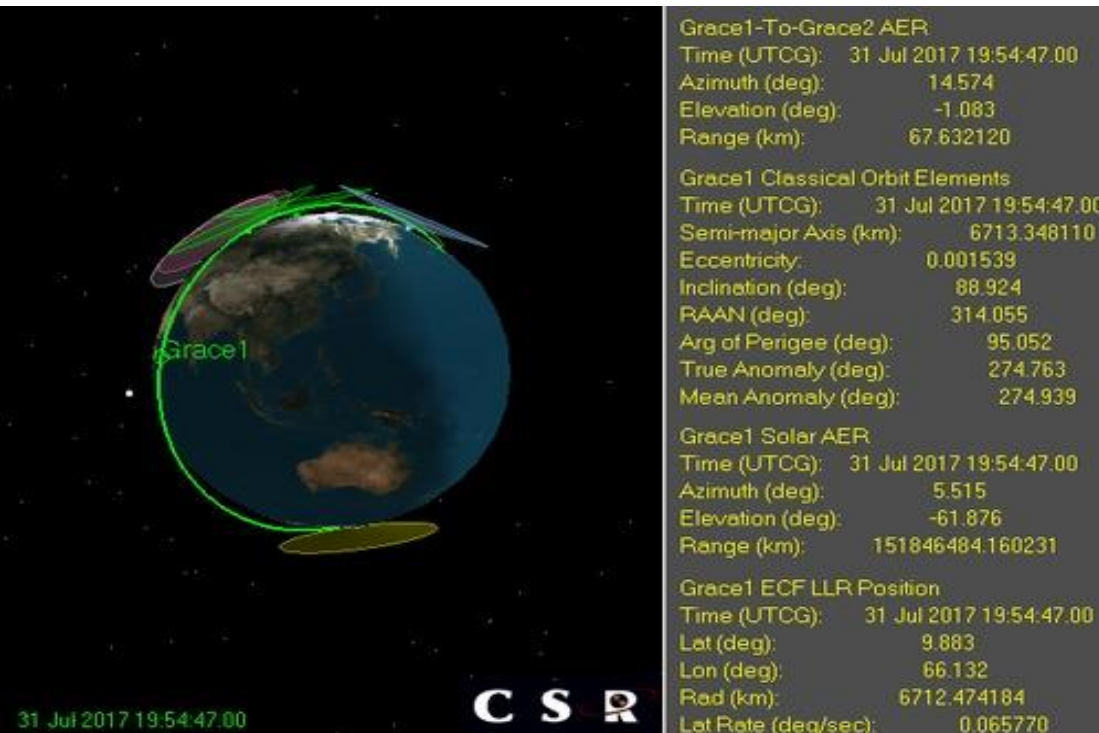 Grace1
31 Jul 2017 19:54:47.00
C S R
Grace1-To-Grace2 AER
Time (UTCG): 31 Jul 2017 19:54:47.00
Azimuth (deg): 14.574
Elevation (deg): -1.083
Range (km): 67.632120
Grace1 Classical Orbit Elements
Time (UTCG): 31 Jul 2017 19:54:47.00
Semi-major Axis (km): 6713.348110
Eccentricity: 0.001539
Inclination (deg): 88.924
RAAN (deg): 314.055
Arg of Perigee (deg): 95.052
True Anomaly (deg): 274.763
Mean Anomaly (deg): 274.939
Grace1 Solar AER
Time (UTCG): 31 Jul 2017 19:54:47.00
Azimuth (deg): 5.515
Elevation (deg): -61.876
Range (km): 151846484.160231
Grace1 ECF LLR Position
Time (UTCG): 31 Jul 2017 19:54:47.00
Lat (deg): 9.883
Lon (deg): 66.132
Rad (km): 6712.474184
Lat Rate (deg/sec): 0.065770